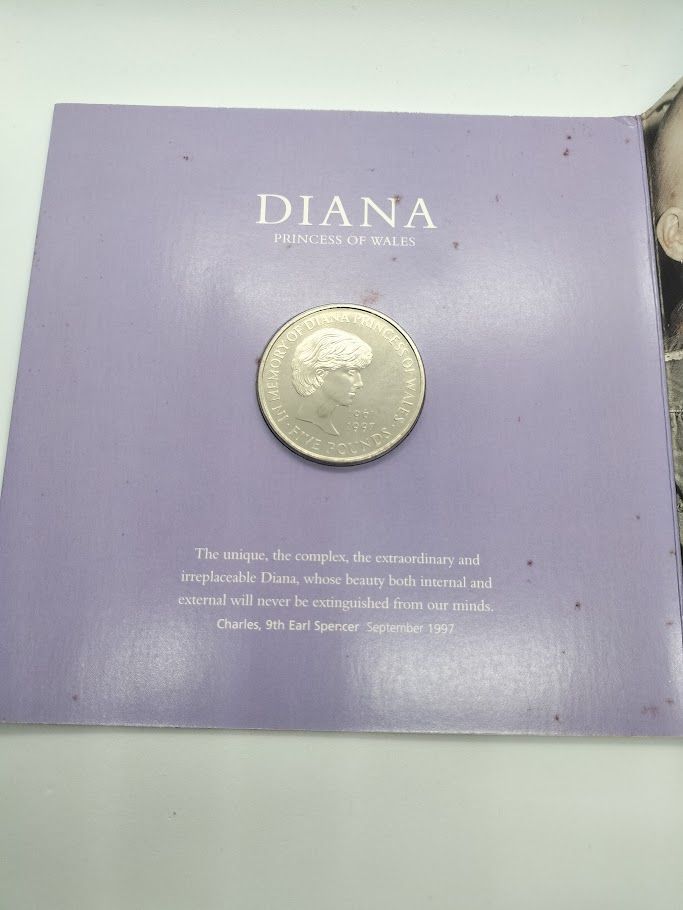 DIANA
PRINCESS OF WALES
IN MEMORY OF DIANA PRINCESS OF WALES
1961
1997
· FIVE POUNDS ·
The unique, the complex, the extraordinary and
irreplaceable Diana, whose beauty both internal and
external will never be extinguished from our minds.
Charles, 9th Earl Spencer September 1997